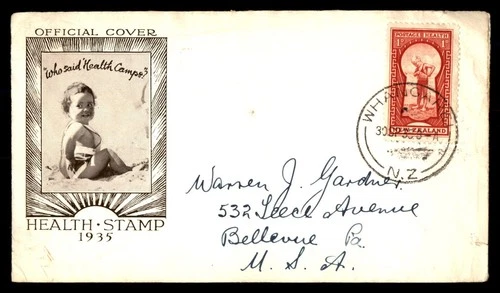 OFFICIAL COVER
"Who said 'Health Camps'?"
HEALTH · STAMP
1935
POSTAGE HEALTH
NEW ZEALAND
N.Z
Warren J. Gardner
532 Leece Avenue
Bellevue Pa.
U. S. A.